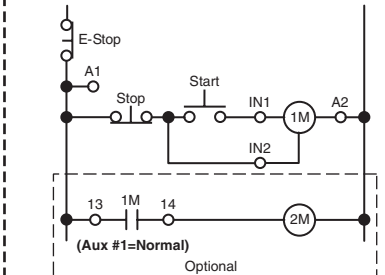 E-Stop
A1
Stop
Start
IN1
1M
A2
IN2
13
1M
14
2M
(Aux #1=Normal)
Optional